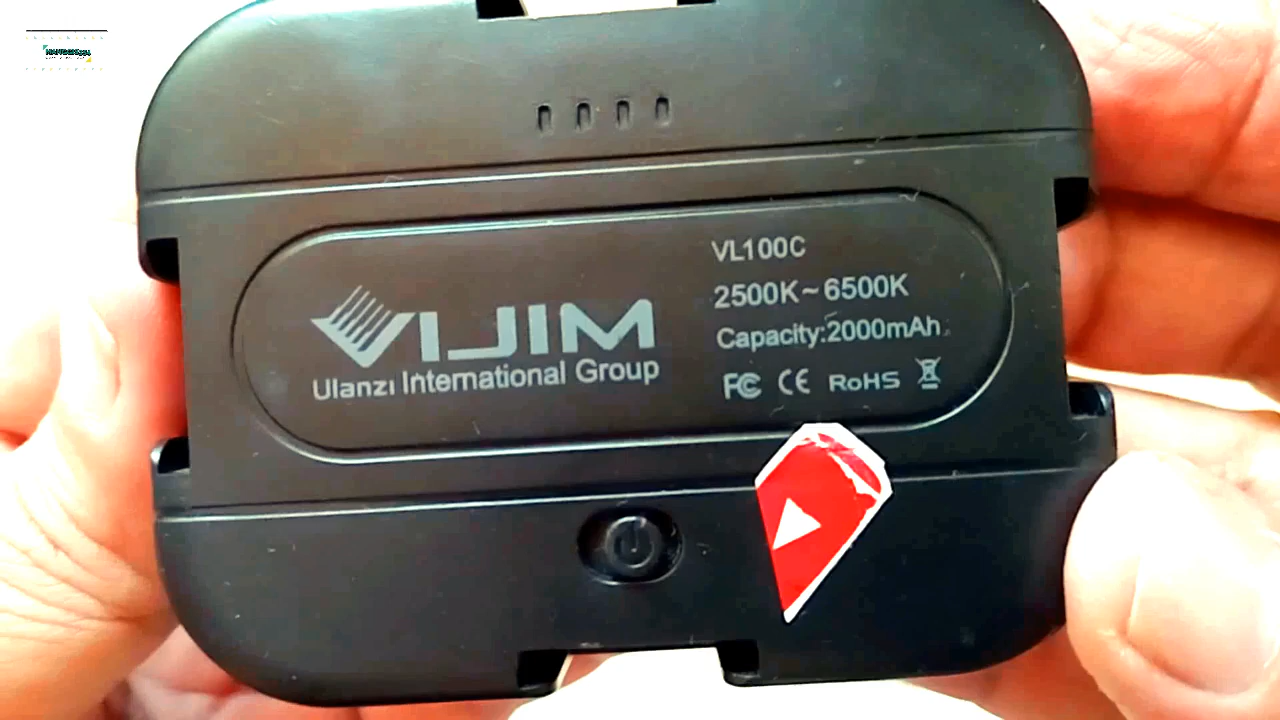 VIJIM
Ulanzi International Group
VL100C
2500K~6500K
Capacity:2000mAh
FC CE RoHS